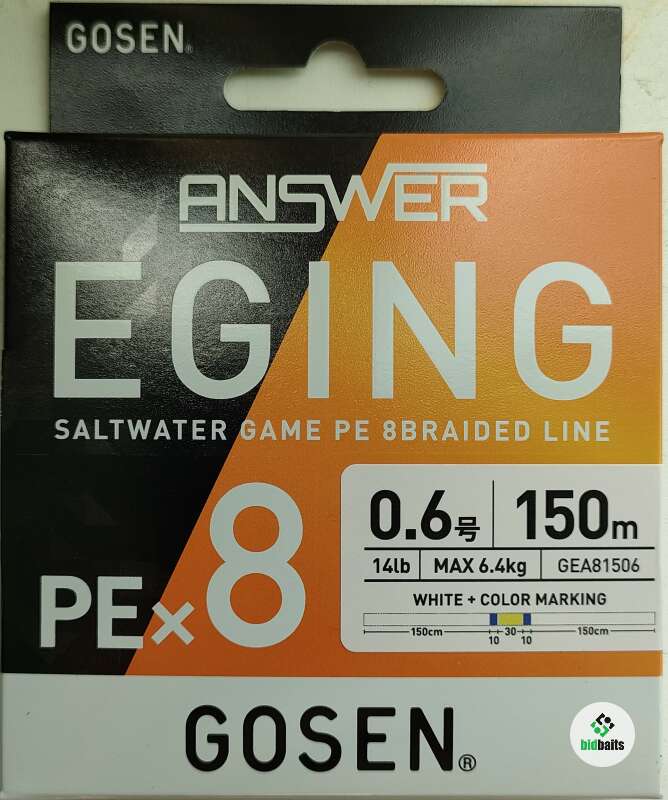 GOSEN®
ANSWER
EGING
SALTWATER GAME PE 8BRAIDED LINE
PE×8
0.6号 150m
14lb MAX 6.4kg GEA81506
WHITE + COLOR MARKING
150cm 30 150cm
10 10
GOSEN®
bidbaits